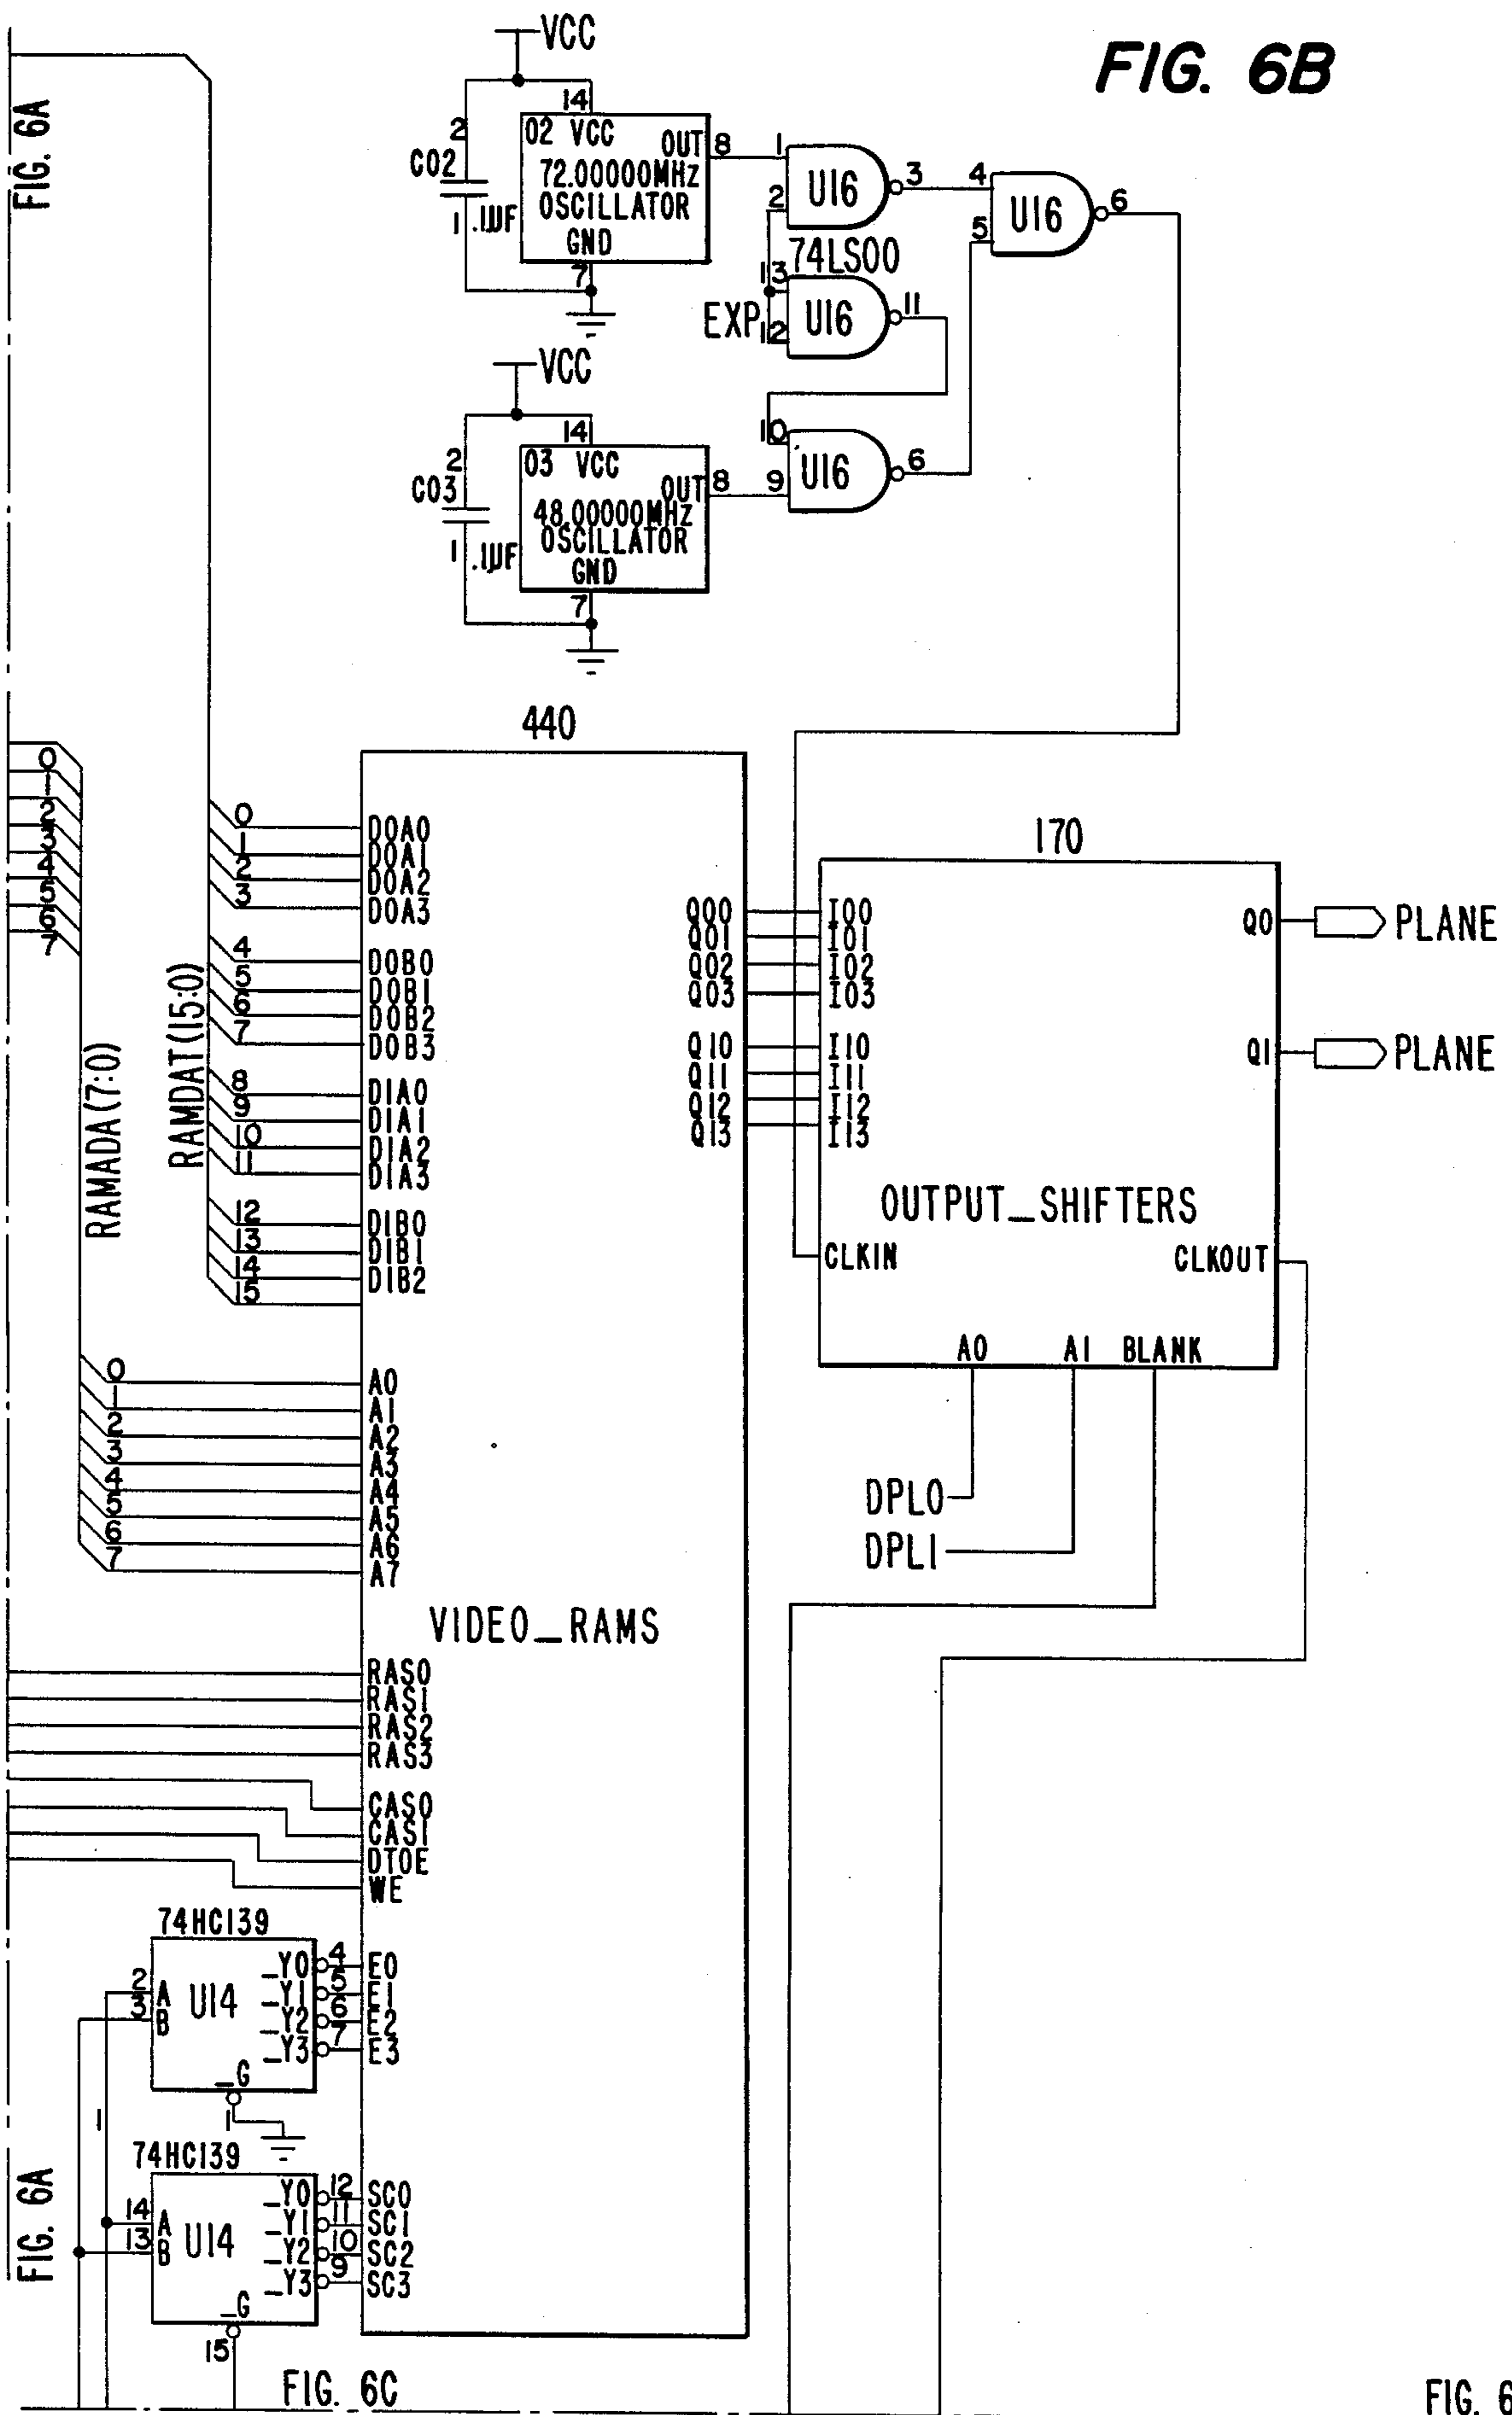 FIG. 6B
FIG. 6A
VCC
14
2
CO2
1
.1UF
O2 VCC
OUT
8
72.00000MHz
OSCILLATOR
GND
7
1
2
U16
3
74LS00
4
5
U16
6
13
EXP
12
U16
11
VCC
14
2
CO3
1
.1UF
O3 VCC
OUT
8
48.00000MHz
OSCILLATOR
GND
7
10
9
U16
6
440
0
1
2
3
4
5
6
7
RAMADA(7:0)
RAMDAT(15:0)
0 DOA0
1 DOA1
2 DOA2
3 DOA3
4 DOB0
5 DOB1
6 DOB2
7 DOB3
8 DIA0
9 DIA1
10 DIA2
11 DIA3
12 DIB0
13 DIB1
14 DIB2
15
Q00
Q01
Q02
Q03
Q10
Q11
Q12
Q13
170
I00
I01
I02
I03
I10
I11
I12
I13
Q0 PLANE
Q1 PLANE
OUTPUT_SHIFTERS
CLKIN
CLKOUT
A0 A1 BLANK
DPL0
DPL1
0 A0
1 A1
2 A2
3 A3
4 A4
5 A5
6 A6
7 A7
VIDEO_RAMS
RAS0
RAS1
RAS2
RAS3
CAS0
CAS1
DTOE
WE
74HC139
2 A
3 B
U14
_Y0 4 E0
_Y1 5 E1
_Y2 6 E2
_Y3 7 E3
_G
1
1
74HC139
14 A
13 B
U14
_Y0 12 SC0
_Y1 11 SC1
_Y2 10 SC2
_Y3 9 SC3
_G
15
FIG. 6A
FIG. 6C
FIG. 6